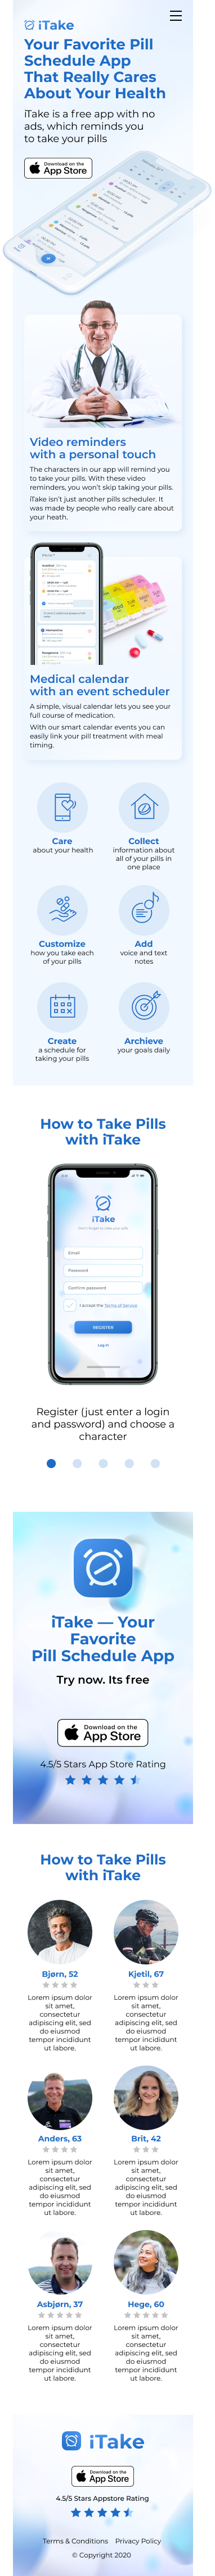 iTake
Your Favorite Pill
Schedule App
That Really Cares
About Your Health
iTake is a free app with no
ads, which reminds you
to take your pills
Download on the
App Store
Video reminders
with a personal touch
The characters in our app will remind you
to take your pills. With these video
reminders, you won't skip taking your pills.
iTake isn't just another pills scheduler. It
was made by people who really care about
your heath.
Medical calendar
with an event scheduler
A simple, visual calendar lets you see your
full course of medication.
With our smart calendar events you can
easily link your pill treatment with meal
timing.
Care
about your health
Collect
information about
all of your pills in
one place
Customize
how you take each
of your pills
Add
voice and text
notes
Create
a schedule for
taking your pills
Archieve
your goals daily
How to Take Pills
with iTake
iTake
Email
Password
Confirm password
I accept the Terms of Service
REGISTER
Log in
Register (just enter a login
and password) and choose a
character
iTake — Your
Favorite
Pill Schedule App
Try now. Its free
Download on the
App Store
4.5/5 Stars App Store Rating
How to Take Pills
with iTake
Bjørn, 52
Lorem ipsum dolor
sit amet,
consectetur
adipiscing elit, sed
do eiusmod
tempor incididunt
ut labore.
Kjetil, 67
Lorem ipsum dolor
sit amet,
consectetur
adipiscing elit, sed
do eiusmod
tempor incididunt
ut labore.
Anders, 63
Lorem ipsum dolor
sit amet,
consectetur
adipiscing elit, sed
do eiusmod
tempor incididunt
ut labore.
Brit, 42
Lorem ipsum dolor
sit amet,
consectetur
adipiscing elit, sed
do eiusmod
tempor incididunt
ut labore.
Asbjørn, 37
Lorem ipsum dolor
sit amet,
consectetur
adipiscing elit, sed
do eiusmod
tempor incididunt
ut labore.
Hege, 60
Lorem ipsum dolor
sit amet,
consectetur
adipiscing elit, sed
do eiusmod
tempor incididunt
ut labore.
iTake
Download on the
App Store
4.5/5 Stars Appstore Rating
Terms & Conditions Privacy Policy
© Copyright 2020